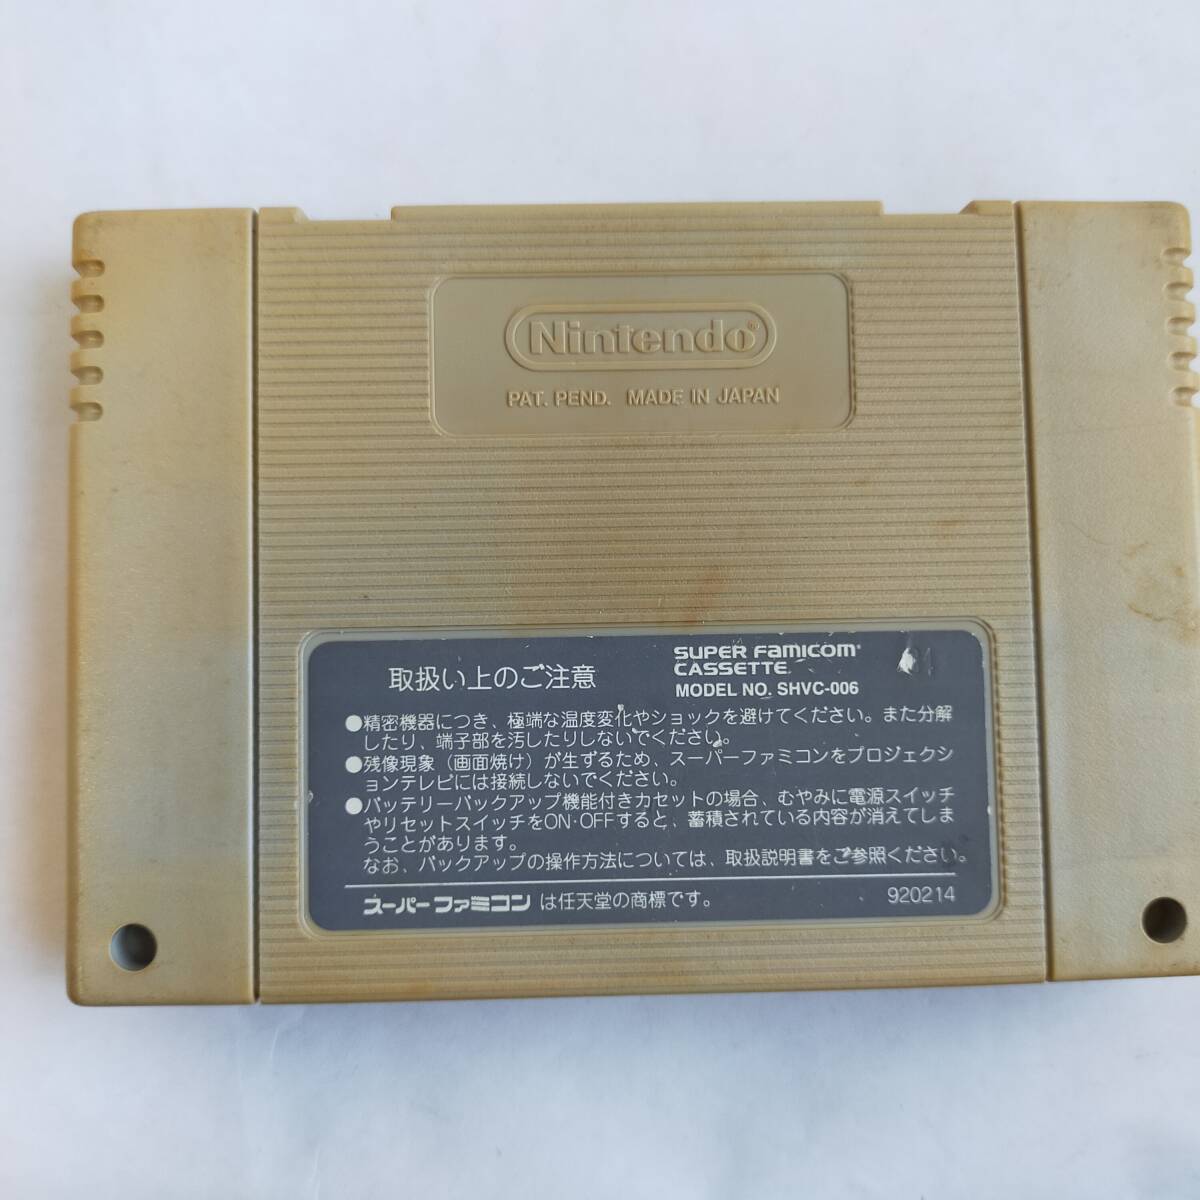 Nintendo®
PAT. PEND. MADE IN JAPAN
取扱い上のご注意
SUPER FAMICOM®
CASSETTE
MODEL NO. SHVC-006
●精密機器につき、極端な温度変化やショックを避けてください。また分解
したり、端子部を汚したりしないでください。
●残像現象（画面焼け）が生ずるため、スーパーファミコンをプロジェクシ
ョンテレビには接続しないでください。
●バッテリーバックアップ機能付きカセットの場合、むやみに電源スイッチ
やリセットスイッチをON・OFFすると、蓄積されている内容が消えてしま
うことがあります。
なお、バックアップの操作方法については、取扱説明書をご参照ください。
スーパーファミコン は任天堂の商標です。
920214